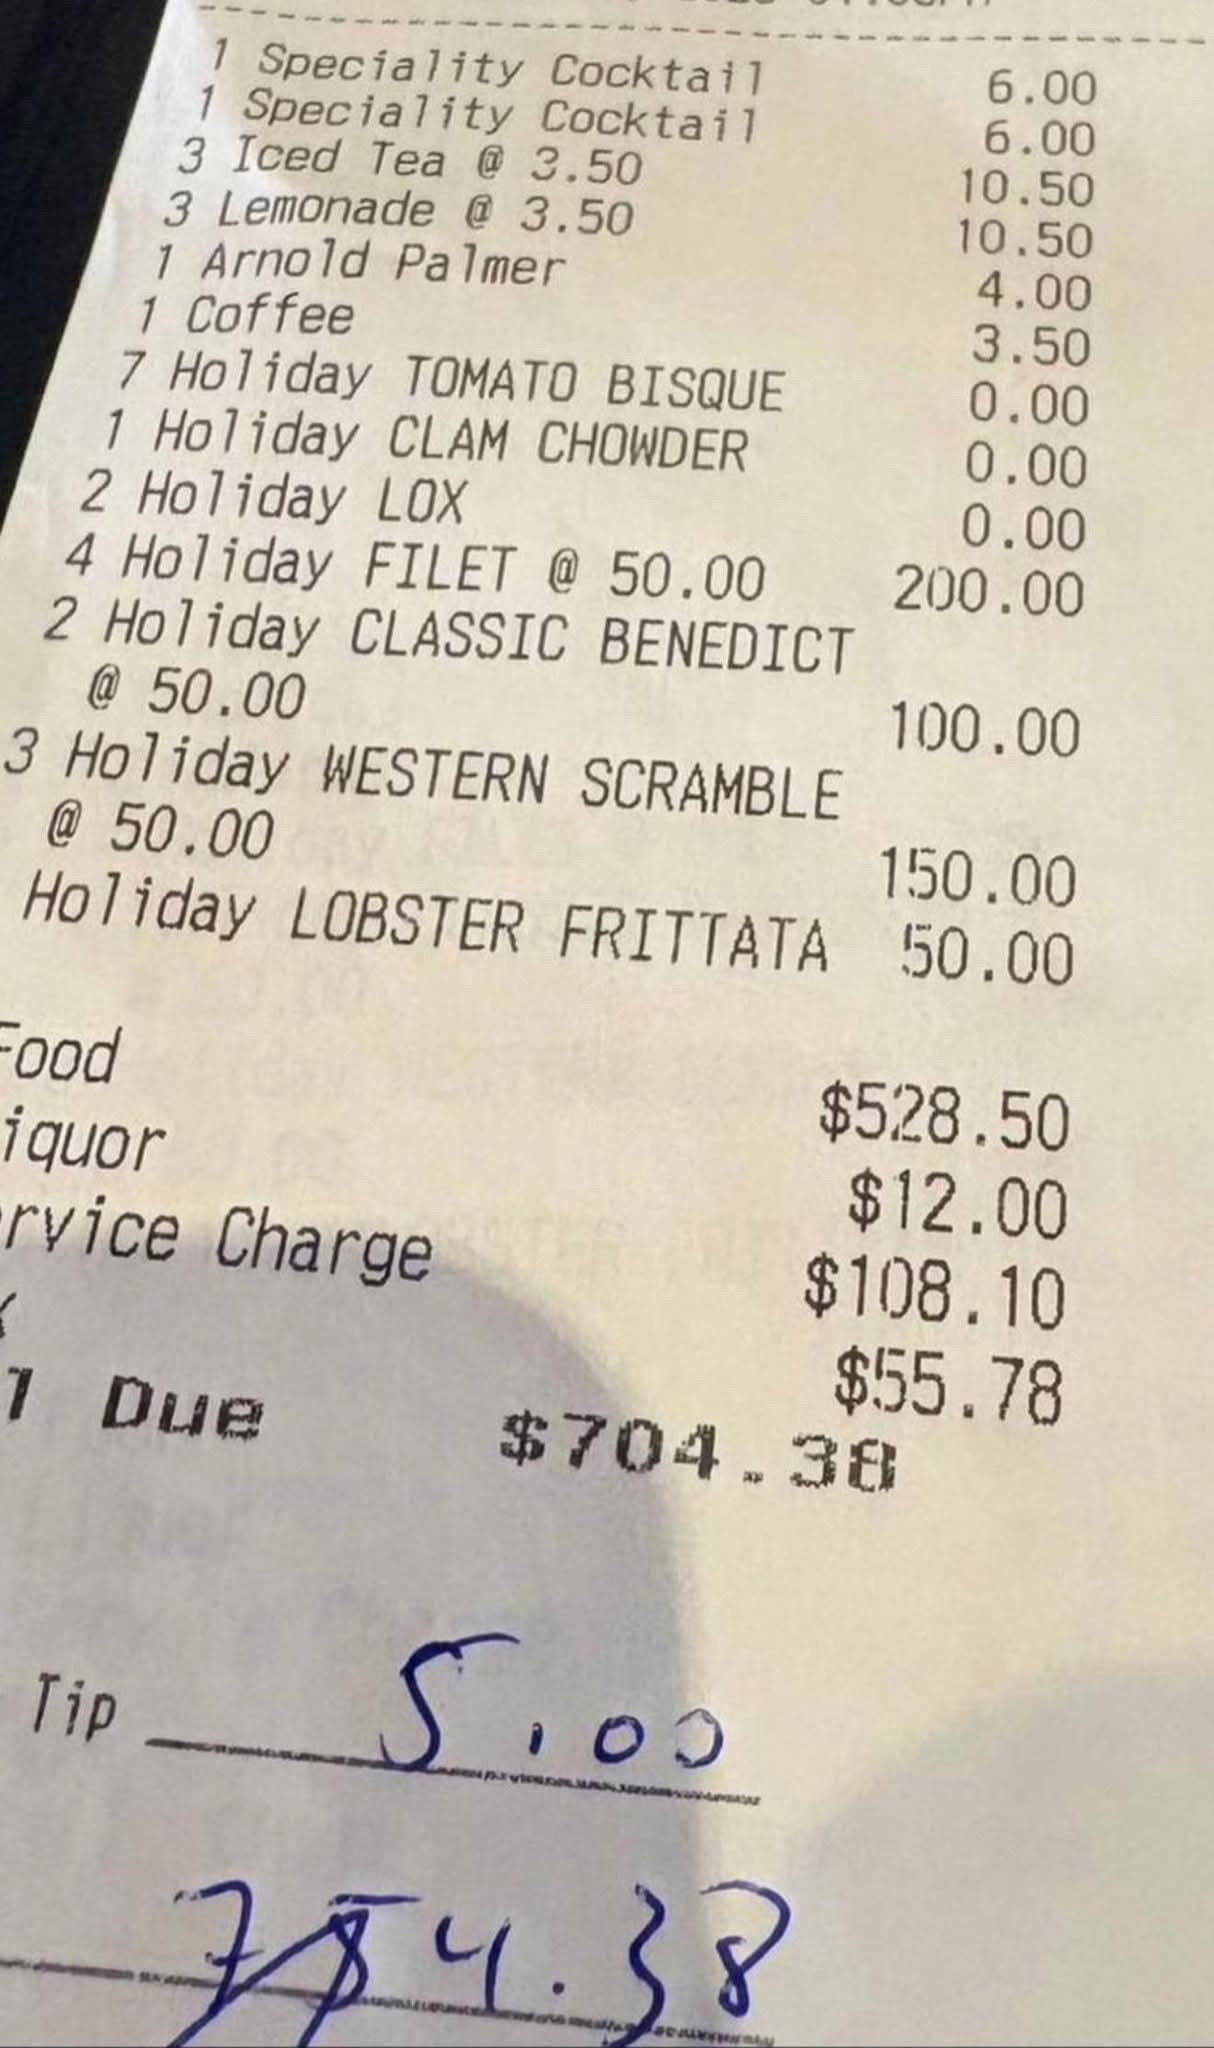 1 Speciality Cocktail 6.00
1 Speciality Cocktail 6.00
3 Iced Tea @ 3.50 10.50
3 Lemonade @ 3.50 10.50
1 Arnold Palmer 4.00
1 Coffee 3.50
7 Holiday TOMATO BISQUE 0.00
1 Holiday CLAM CHOWDER 0.00
2 Holiday LOX 0.00
4 Holiday FILET @ 50.00 200.00
2 Holiday CLASSIC BENEDICT
@ 50.00 100.00
3 Holiday WESTERN SCRAMBLE
@ 50.00 150.00
Holiday LOBSTER FRITTATA 50.00
Food $528.50
iquor $12.00
rvice Charge $108.10
$55.78
l Due $704.38
Tip 5.00
754.38